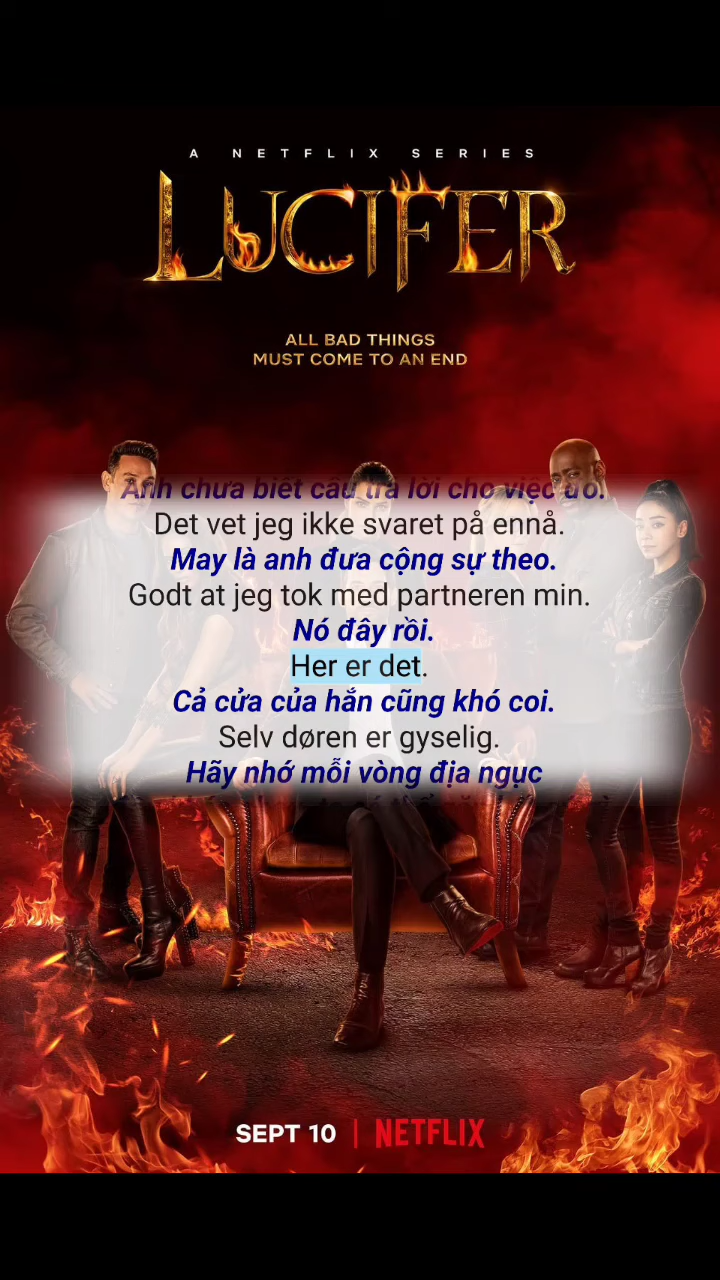 A NETFLIX SERIES
LUCIFER
ALL BAD THINGS
MUST COME TO AN END
Anh chưa biết câu trả lời cho việc đó.
Det vet jeg ikke svaret på ennå.
May là anh đưa cộng sự theo.
Godt at jeg tok med partneren min.
Nó đây rồi.
Her er det.
Cả cửa của hắn cũng khó coi.
Selv døren er gyselig.
Hãy nhớ mỗi vòng địa ngục
SEPT 10 | NETFLIX